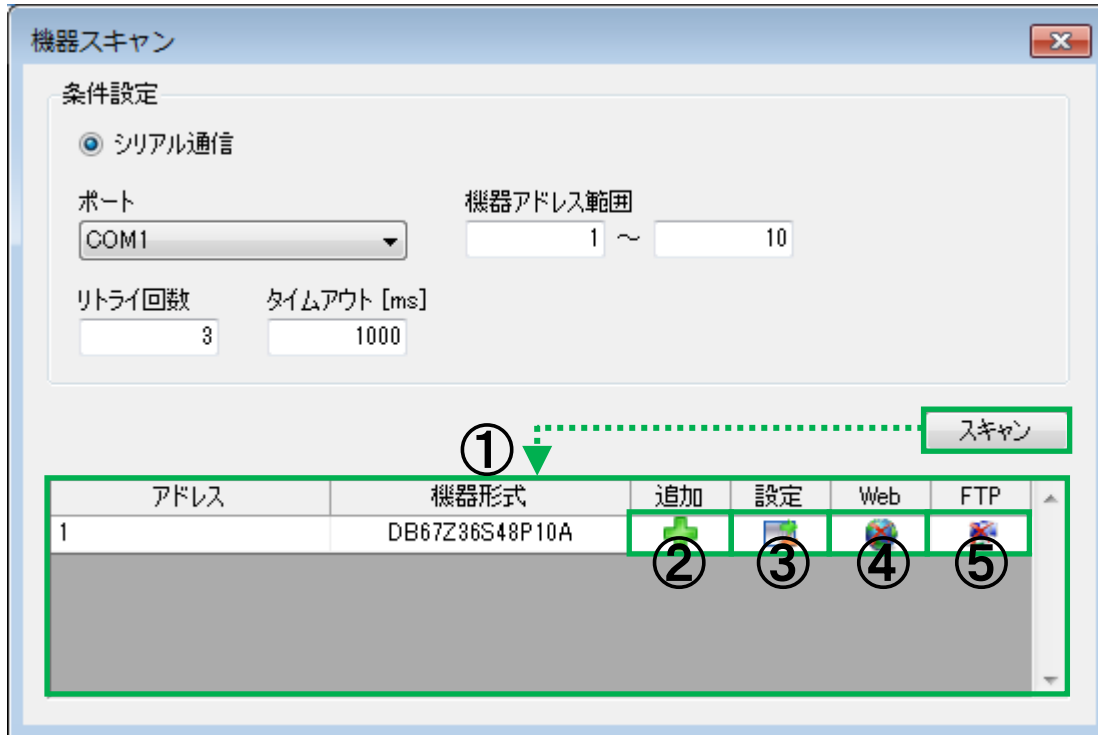 機器スキャン
条件設定
シリアル通信
ポート 機器アドレス範囲
COM1 1 ～ 10
リトライ回数 タイムアウト [ms]
3 1000
スキャン
①
アドレス 機器形式 追加 設定 Web FTP
1 DB67Z36S48P10A
② ③ ④ ⑤